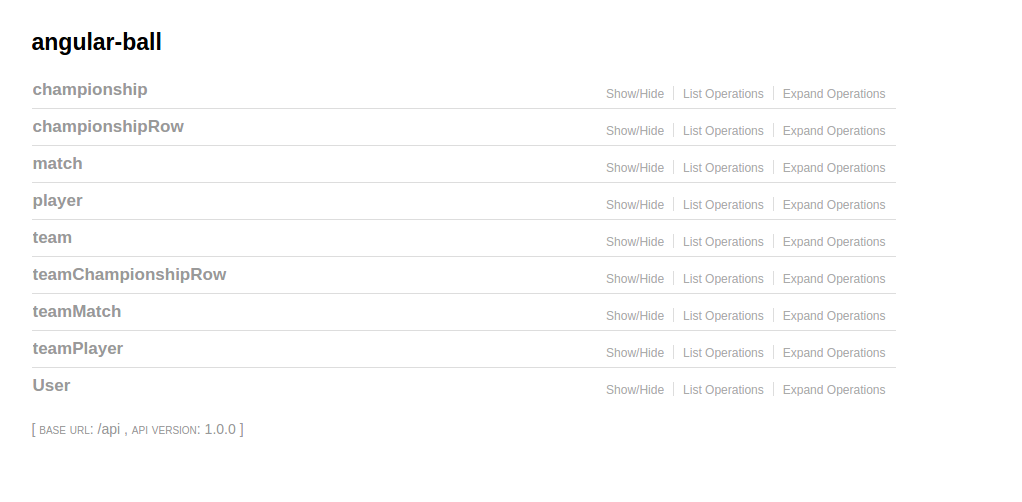 angular-ball
championship Show/Hide List Operations Expand Operations
championshipRow Show/Hide List Operations Expand Operations
match Show/Hide List Operations Expand Operations
player Show/Hide List Operations Expand Operations
team Show/Hide List Operations Expand Operations
teamChampionshipRow Show/Hide List Operations Expand Operations
teamMatch Show/Hide List Operations Expand Operations
teamPlayer Show/Hide List Operations Expand Operations
User Show/Hide List Operations Expand Operations
[ BASE URL: /api , API VERSION: 1.0.0 ]